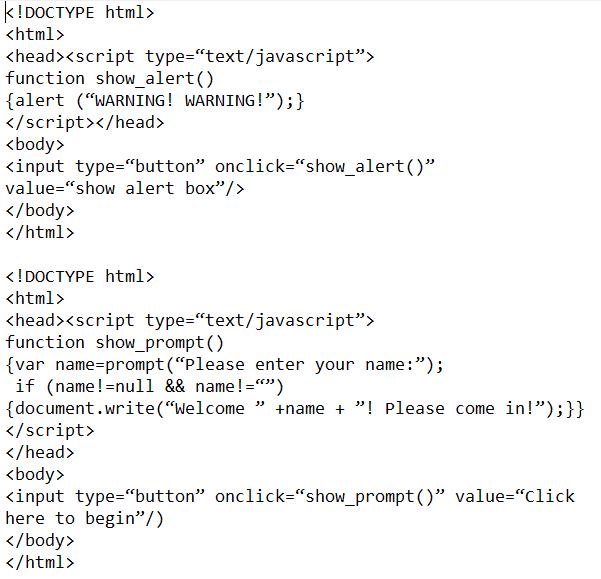 <!DOCTYPE html>
<html>
<head><script type=“text/javascript”>
function show_alert()
{alert (“WARNING! WARNING!”);}
</script></head>
<body>
<input type=“button” onclick=“show_alert()”
value=“show alert box”/>
</body>
</html>

<!DOCTYPE html>
<html>
<head><script type=“text/javascript”>
function show_prompt()
{var name=prompt(“Please enter your name:”);
 if (name!=null && name!=“”)
{document.write(“Welcome ” +name + ”! Please come in!”);}}
</script>
</head>
<body>
<input type=“button” onclick=“show_prompt()” value=“Click
here to begin”/)
</body>
</html>